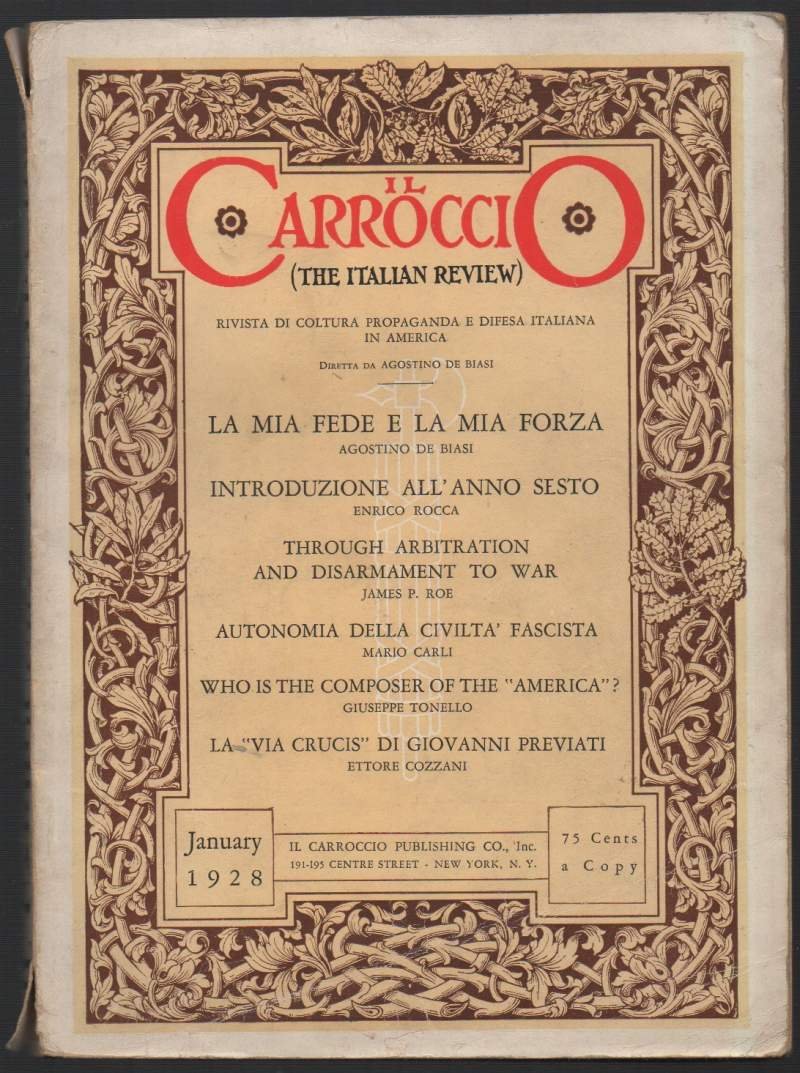 IL
CARROCCIO
(THE ITALIAN REVIEW)
RIVISTA DI COLTURA PROPAGANDA E DIFESA ITALIANA
IN AMERICA
DIRETTA DA AGOSTINO DE BIASI
LA MIA FEDE E LA MIA FORZA
AGOSTINO DE BIASI
INTRODUZIONE ALL'ANNO SESTO
ENRICO ROCCA
THROUGH ARBITRATION
AND DISARMAMENT TO WAR
JAMES P. ROE
AUTONOMIA DELLA CIVILTA' FASCISTA
MARIO CARLI
WHO IS THE COMPOSER OF THE "AMERICA"?
GIUSEPPE TONELLO
LA "VIA CRUCIS" DI GIOVANNI PREVIATI
ETTORE COZZANI
January
1928
IL CARROCCIO PUBLISHING CO., Inc.
191-195 CENTRE STREET - NEW YORK, N. Y.
75 Cents
a Copy